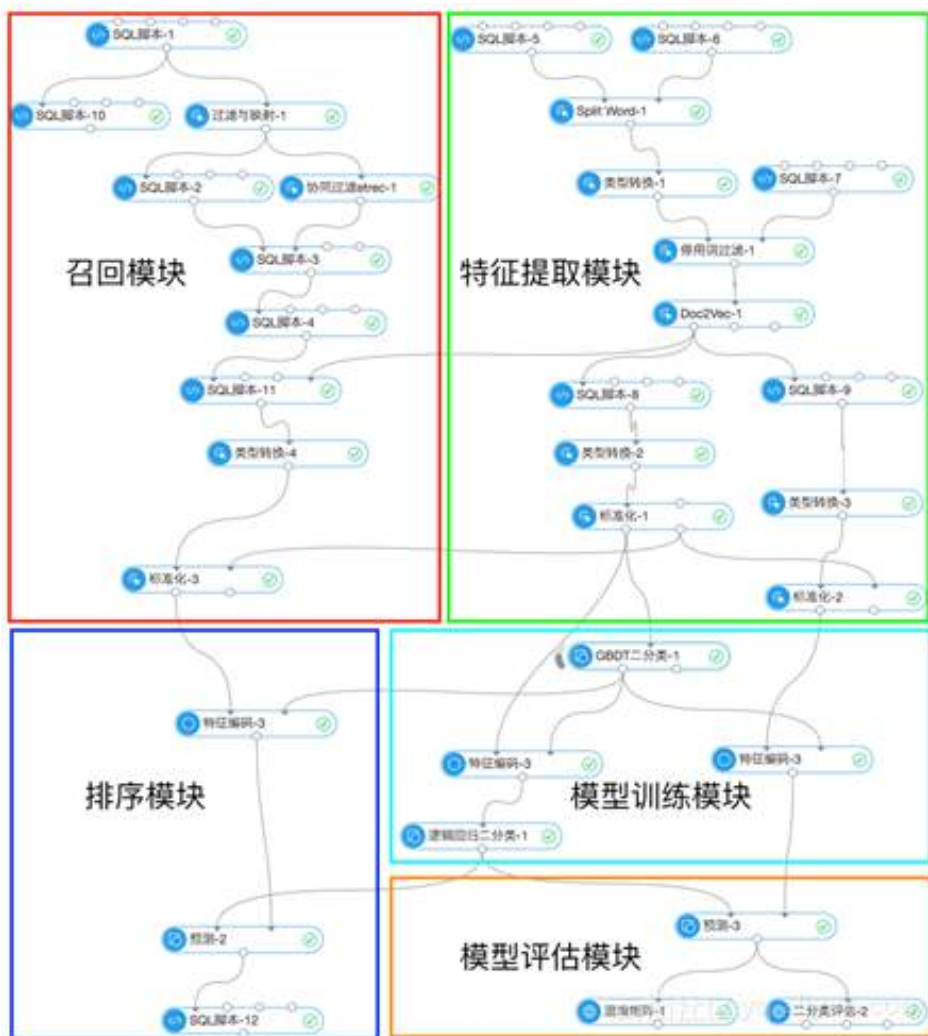 SQL脚本-1
SQL脚本-10
过滤与映射-1
SQL脚本-2
协同过滤etrec-1
SQL脚本-3
召回模块
SQL脚本-4
SQL脚本-11
类型转换-4
标准化-3
SQL脚本-5
SQL脚本-6
Split Word-1
类型转换-1
SQL脚本-7
停用词过滤-1
特征提取模块
Doc2Vec-1
SQL脚本-8
SQL脚本-9
类型转换-2
类型转换-3
标准化-1
标准化-2
特征编码-3
排序模块
预测-2
SQL脚本-12
GBDT二分类-1
特征编码-3
特征编码-3
模型训练模块
逻辑回归二分类-1
预测-3
模型评估模块
混淆矩阵-1
二分类评估-2